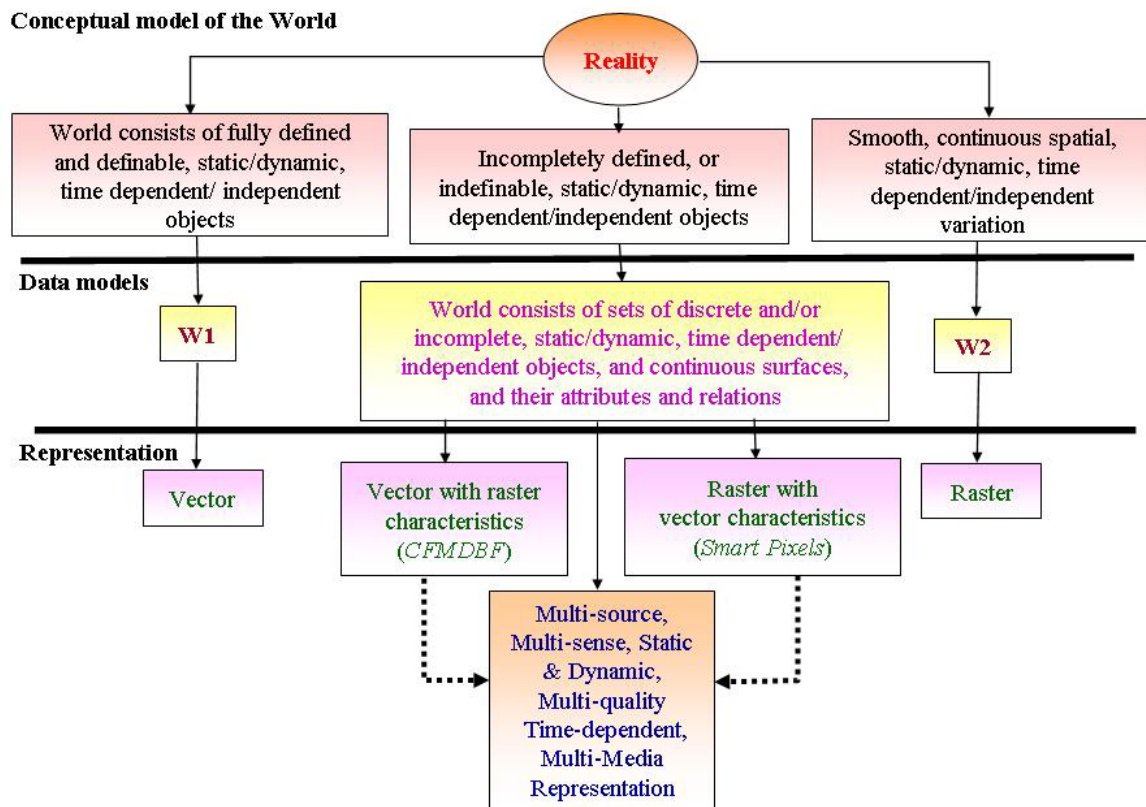 Conceptual model of the World
Reality
World consists of fully defined
and definable, static/dynamic,
time dependent/ independent
objects
Incompletely defined, or
indefinable, static/dynamic, time
dependent/independent objects
Smooth, continuous spatial,
static/dynamic, time
dependent/independent
variation
Data models
W1
World consists of sets of discrete and/or
incomplete, static/dynamic, time dependent/
independent objects, and continuous surfaces,
and their attributes and relations
W2
Representation
Vector
Vector with raster
characteristics
(CFMDBF)
Raster with
vector characteristics
(Smart Pixels)
Raster
Multi-source,
Multi-sense, Static
& Dynamic,
Multi-quality
Time-dependent,
Multi-Media
Representation